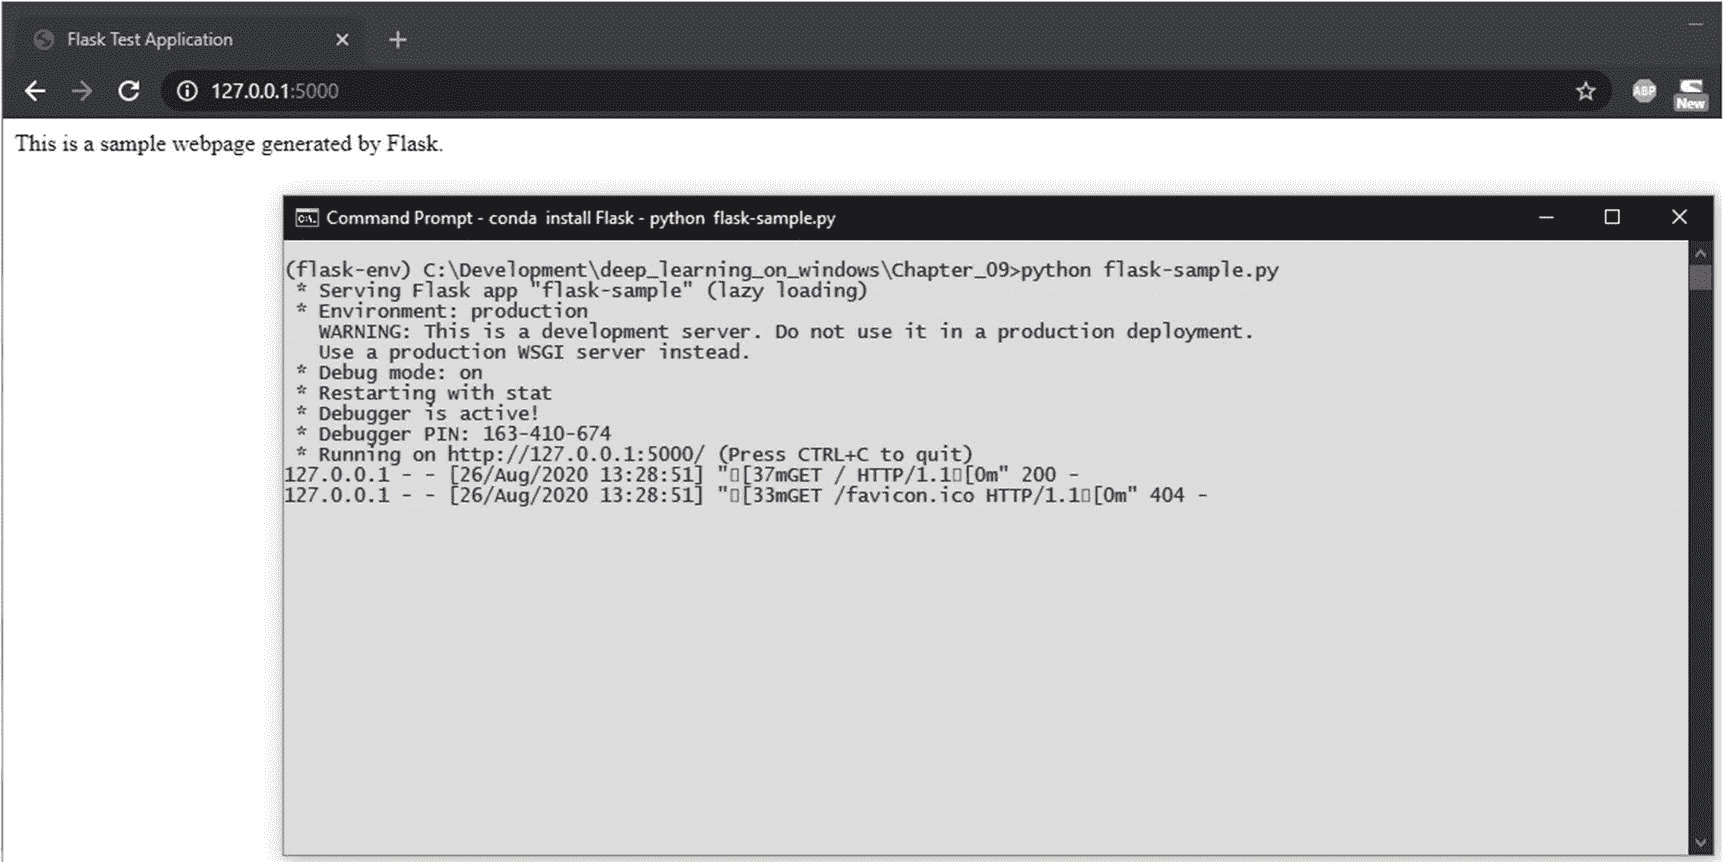 Flask Test Application
127.0.0.1:5000
ABP
New
This is a sample webpage generated by Flask.
C:\. Command Prompt - conda  install Flask - python  flask-sample.py
(flask-env) C:\Development\deep_learning_on_windows\Chapter_09>python flask-sample.py
 * Serving Flask app "flask-sample" (lazy loading)
 * Environment: production
   WARNING: This is a development server. Do not use it in a production deployment.
   Use a production WSGI server instead.
 * Debug mode: on
 * Restarting with stat
 * Debugger is active!
 * Debugger PIN: 163-410-674
 * Running on http://127.0.0.1:5000/ (Press CTRL+C to quit)
127.0.0.1 - - [26/Aug/2020 13:28:51] "▯[37mGET / HTTP/1.1▯[0m" 200 -
127.0.0.1 - - [26/Aug/2020 13:28:51] "▯[33mGET /favicon.ico HTTP/1.1▯[0m" 404 -